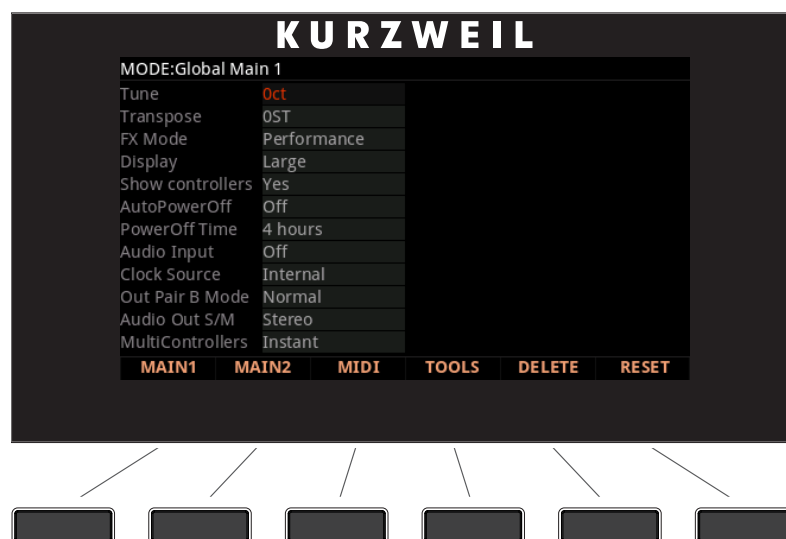 KURZWEIL
MODE:Global Main 1
Tune 0ct
Transpose 0ST
FX Mode Performance
Display Large
Show controllers Yes
AutoPowerOff Off
PowerOff Time 4 hours
Audio Input Off
Clock Source Internal
Out Pair B Mode Normal
Audio Out S/M Stereo
MultiControllers Instant
MAIN1 MAIN2 MIDI TOOLS DELETE RESET